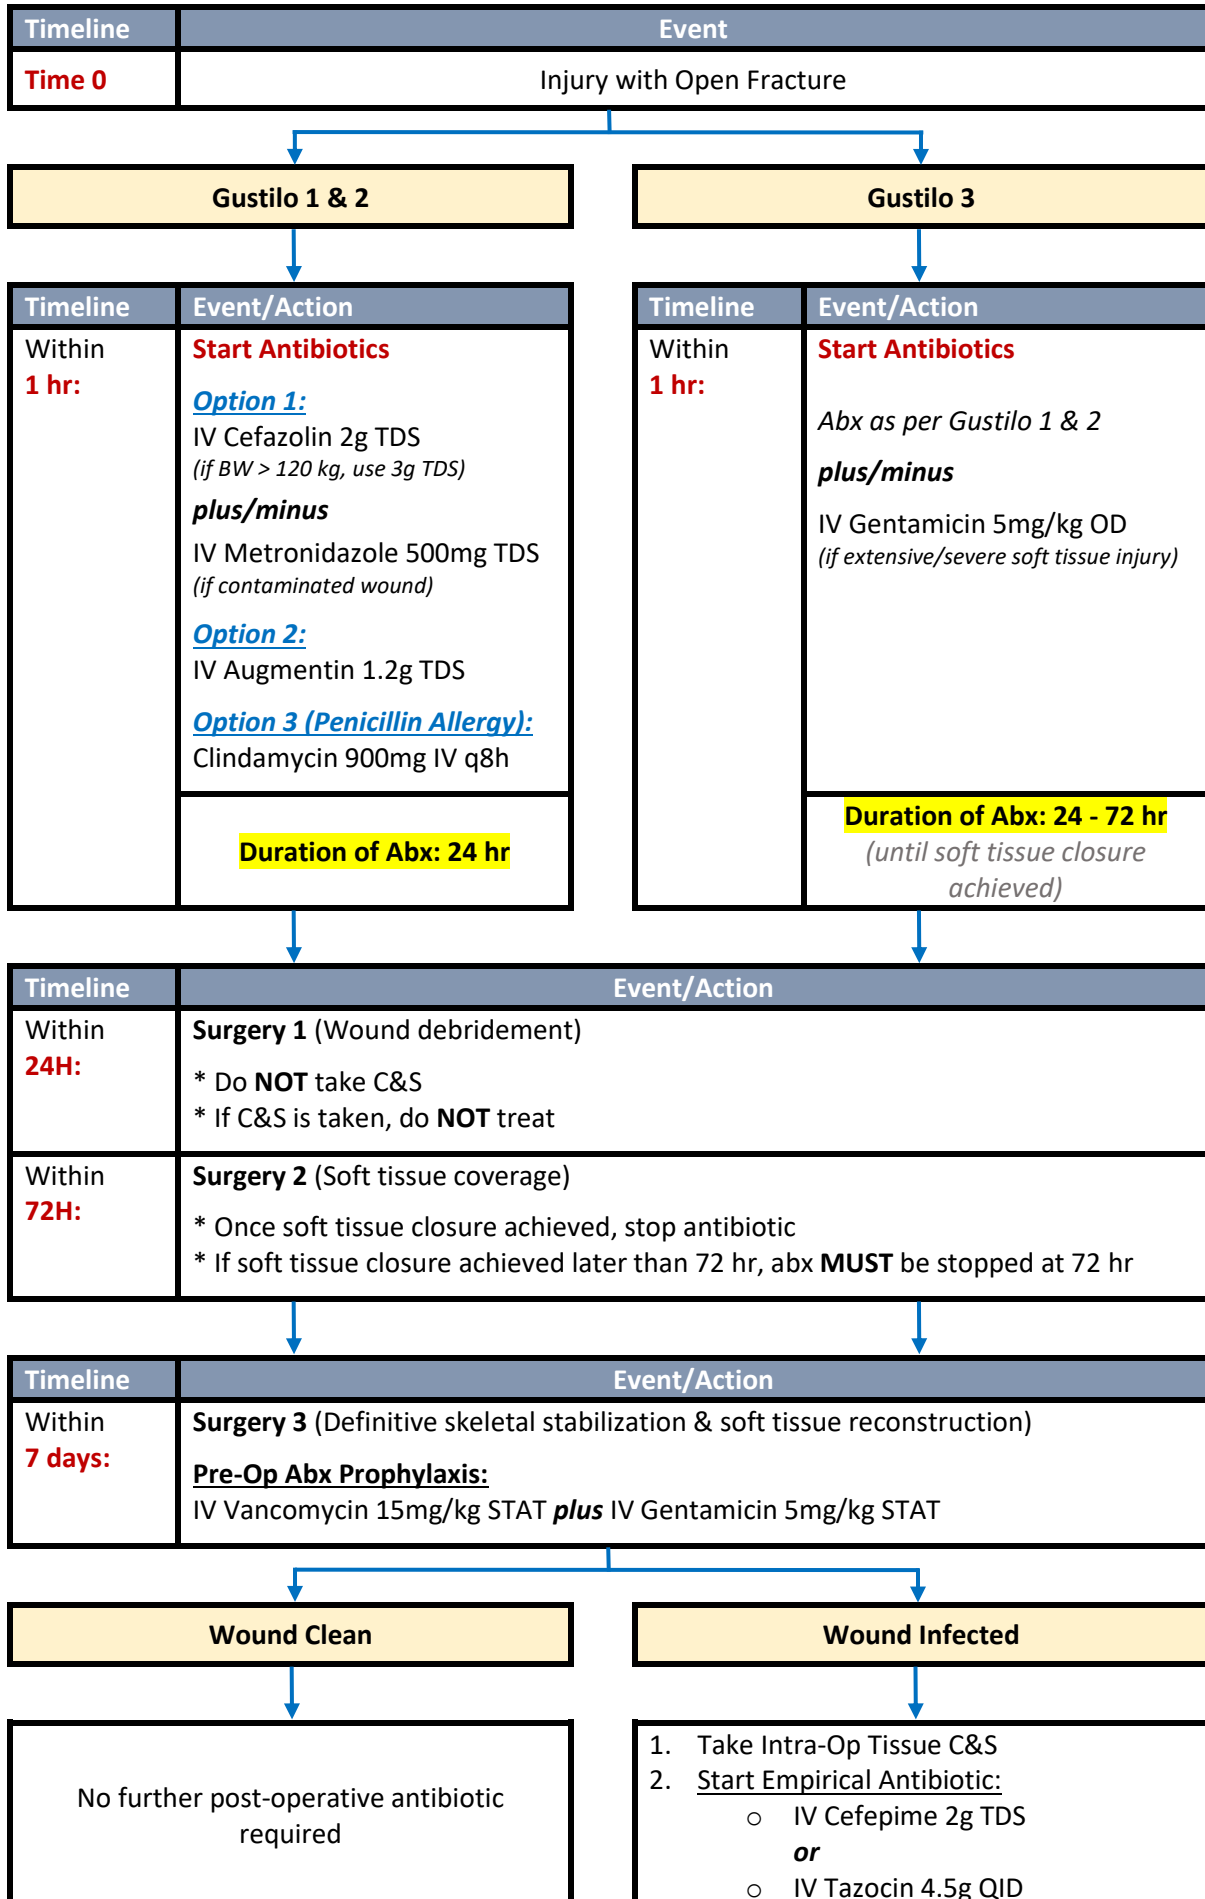 Timeline Event
Time 0 Injury with Open Fracture
Gustilo 1 & 2
Gustilo 3
Timeline Event/Action
Within
1 hr:
Start Antibiotics
Option 1:
IV Cefazolin 2g TDS
(if BW > 120 kg, use 3g TDS)
plus/minus
IV Metronidazole 500mg TDS
(if contaminated wound)
Option 2:
IV Augmentin 1.2g TDS
Option 3 (Penicillin Allergy):
Clindamycin 900mg IV q8h
Duration of Abx: 24 hr
Timeline Event/Action
Within
1 hr:
Start Antibiotics
Abx as per Gustilo 1 & 2
plus/minus
IV Gentamicin 5mg/kg OD
(if extensive/severe soft tissue injury)
Duration of Abx: 24 - 72 hr
(until soft tissue closure
achieved)
Timeline Event/Action
Within
24H:
Surgery 1 (Wound debridement)
* Do NOT take C&S
* If C&S is taken, do NOT treat
Within
72H:
Surgery 2 (Soft tissue coverage)
* Once soft tissue closure achieved, stop antibiotic
* If soft tissue closure achieved later than 72 hr, abx MUST be stopped at 72 hr
Timeline Event/Action
Within
7 days:
Surgery 3 (Definitive skeletal stabilization & soft tissue reconstruction)
Pre-Op Abx Prophylaxis:
IV Vancomycin 15mg/kg STAT plus IV Gentamicin 5mg/kg STAT
Wound Clean
No further post-operative antibiotic
required
Wound Infected
1. Take Intra-Op Tissue C&S
2. Start Empirical Antibiotic:
o IV Cefepime 2g TDS
or
o IV Tazocin 4.5g QID